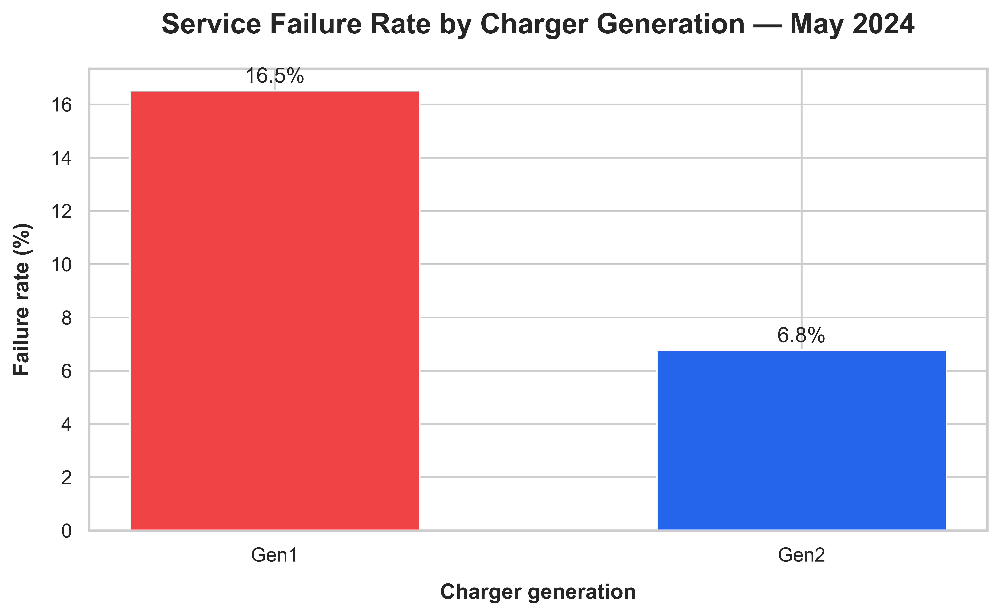 Service Failure Rate by Charger Generation — May 2024
16.5%
16
14
12
10
8
6.8%
6
4
2
0
Failure rate (%)
Gen1
Gen2
Charger generation